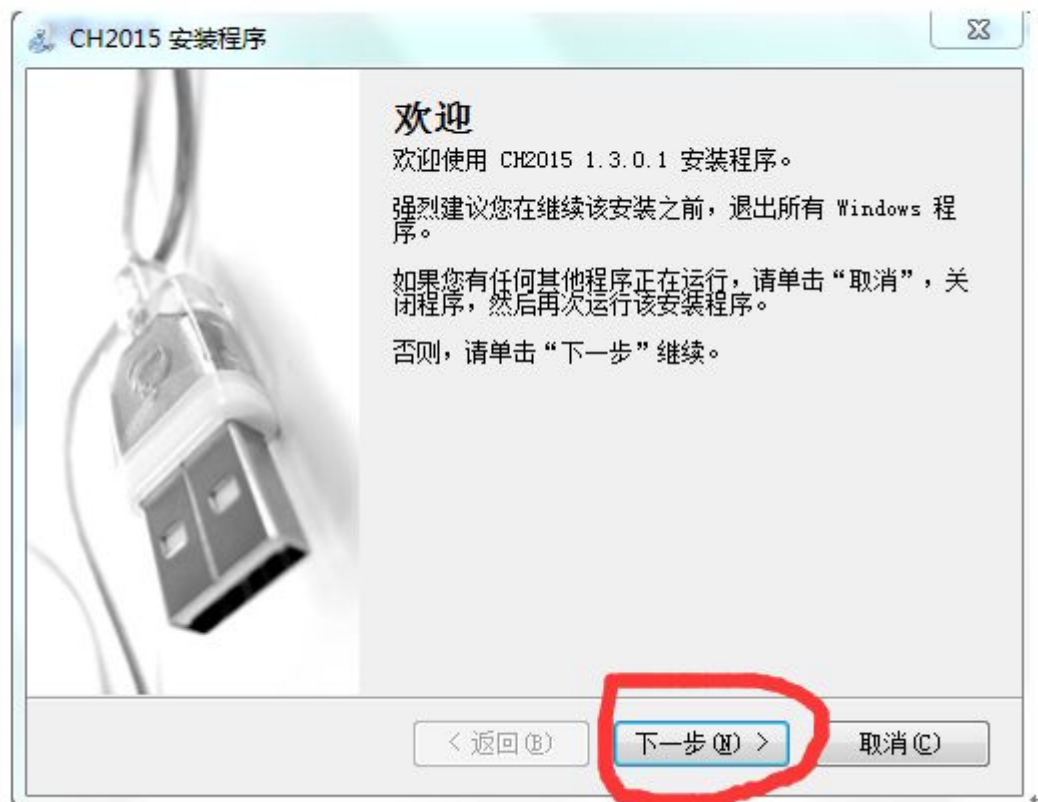 CH2015 安装程序
欢迎
欢迎使用 CH2015 1.3.0.1 安装程序。
强烈建议您在继续该安装之前，退出所有 Windows 程
序。
如果您有任何其他程序正在运行，请单击“取消”，关
闭程序，然后再次运行该安装程序。
否则，请单击“下一步”继续。
< 返回(B)
下一步(N) >
取消(C)